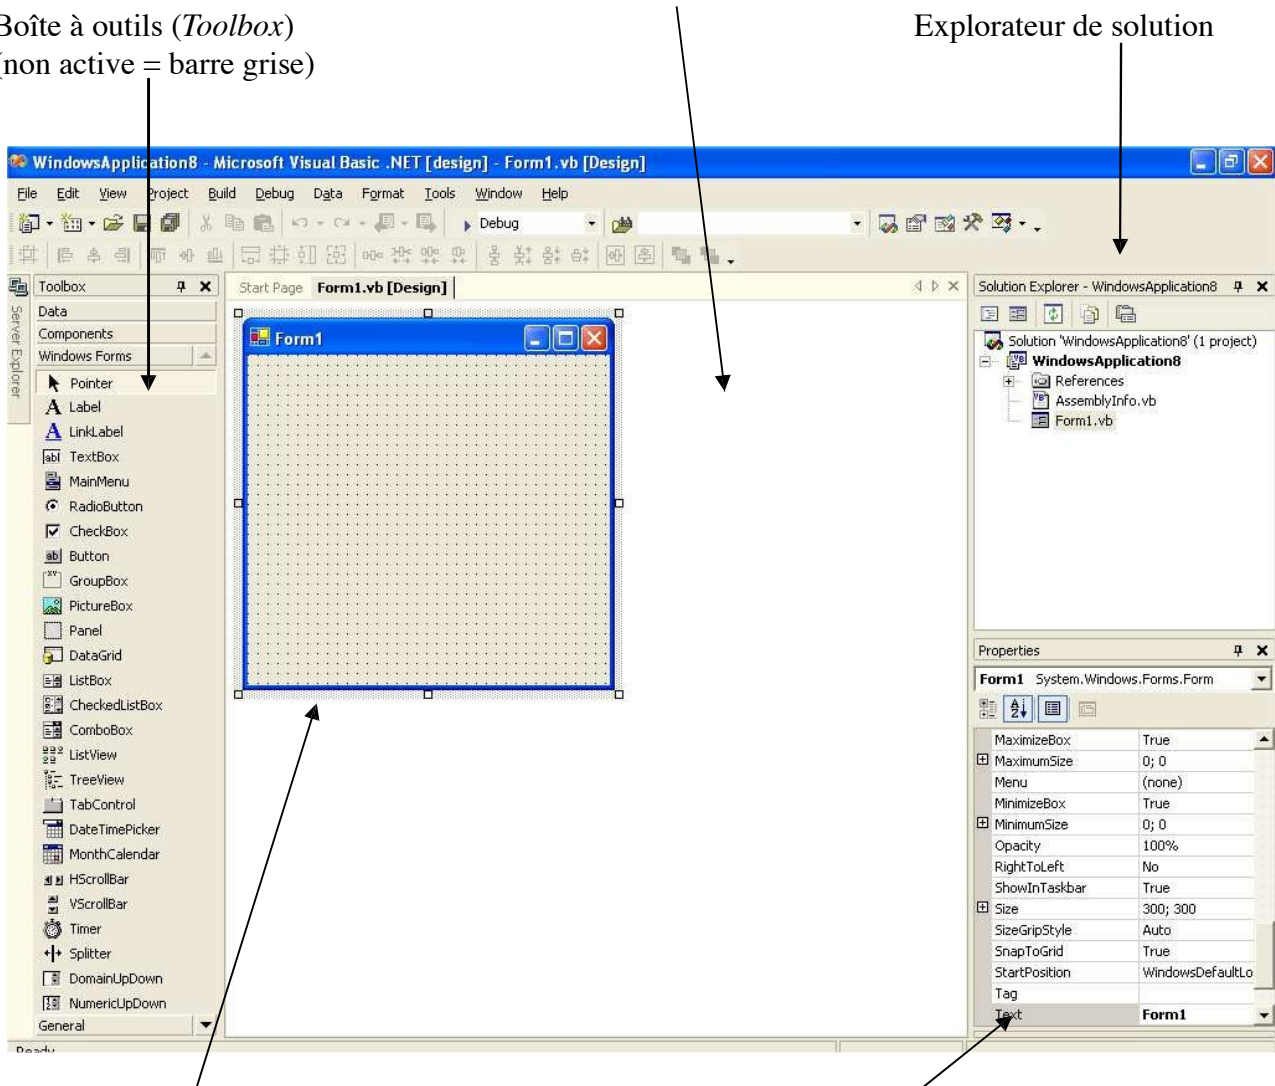 Boîte à outils (Toolbox)
(non active = barre grise)
Explorateur de solution
WindowsApplication8 - Microsoft Visual Basic .NET [design] - Form1.vb [Design]
File Edit View Project Build Debug Data Format Tools Window Help
Debug
Server Explorer
Toolbox
Data
Components
Windows Forms
Pointer
Label
LinkLabel
TextBox
MainMenu
RadioButton
CheckBox
Button
GroupBox
PictureBox
Panel
DataGrid
ListBox
CheckedListBox
ComboBox
ListView
TreeView
TabControl
DateTimePicker
MonthCalendar
HScrollBar
VScrollBar
Timer
Splitter
DomainUpDown
NumericUpDown
General
Start Page Form1.vb [Design]
Form1
Solution Explorer - WindowsApplication8
Solution 'WindowsApplication8' (1 project)
WindowsApplication8
References
AssemblyInfo.vb
Form1.vb
Properties
Form1 System.Windows.Forms.Form
MaximizeBox True
MaximumSize 0; 0
Menu (none)
MinimizeBox True
MinimumSize 0; 0
Opacity 100%
RightToLeft No
ShowInTaskbar True
Size 300; 300
SizeGripStyle Auto
SnapToGrid True
StartPosition WindowsDefaultLo
Tag
Text Form1
Ready